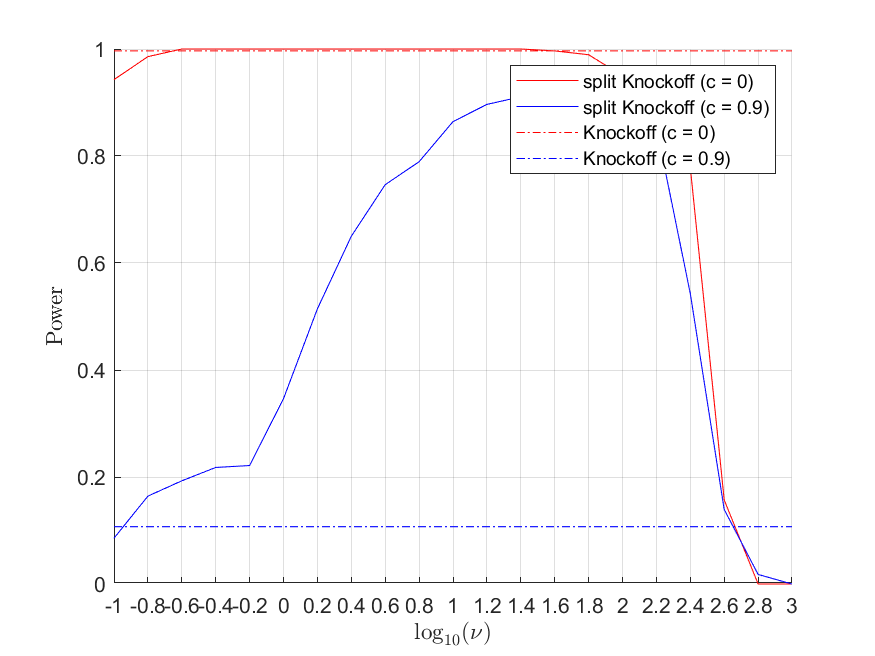 1
0.8
0.6
0.4
0.2
0
Power
split Knockoff (c = 0)
split Knockoff (c = 0.9)
Knockoff (c = 0)
Knockoff (c = 0.9)
-1 -0.8 -0.6 -0.4 -0.2 0 0.2 0.4 0.6 0.8 1 1.2 1.4 1.6 1.8 2 2.2 2.4 2.6 2.8 3
log₁₀(ν)